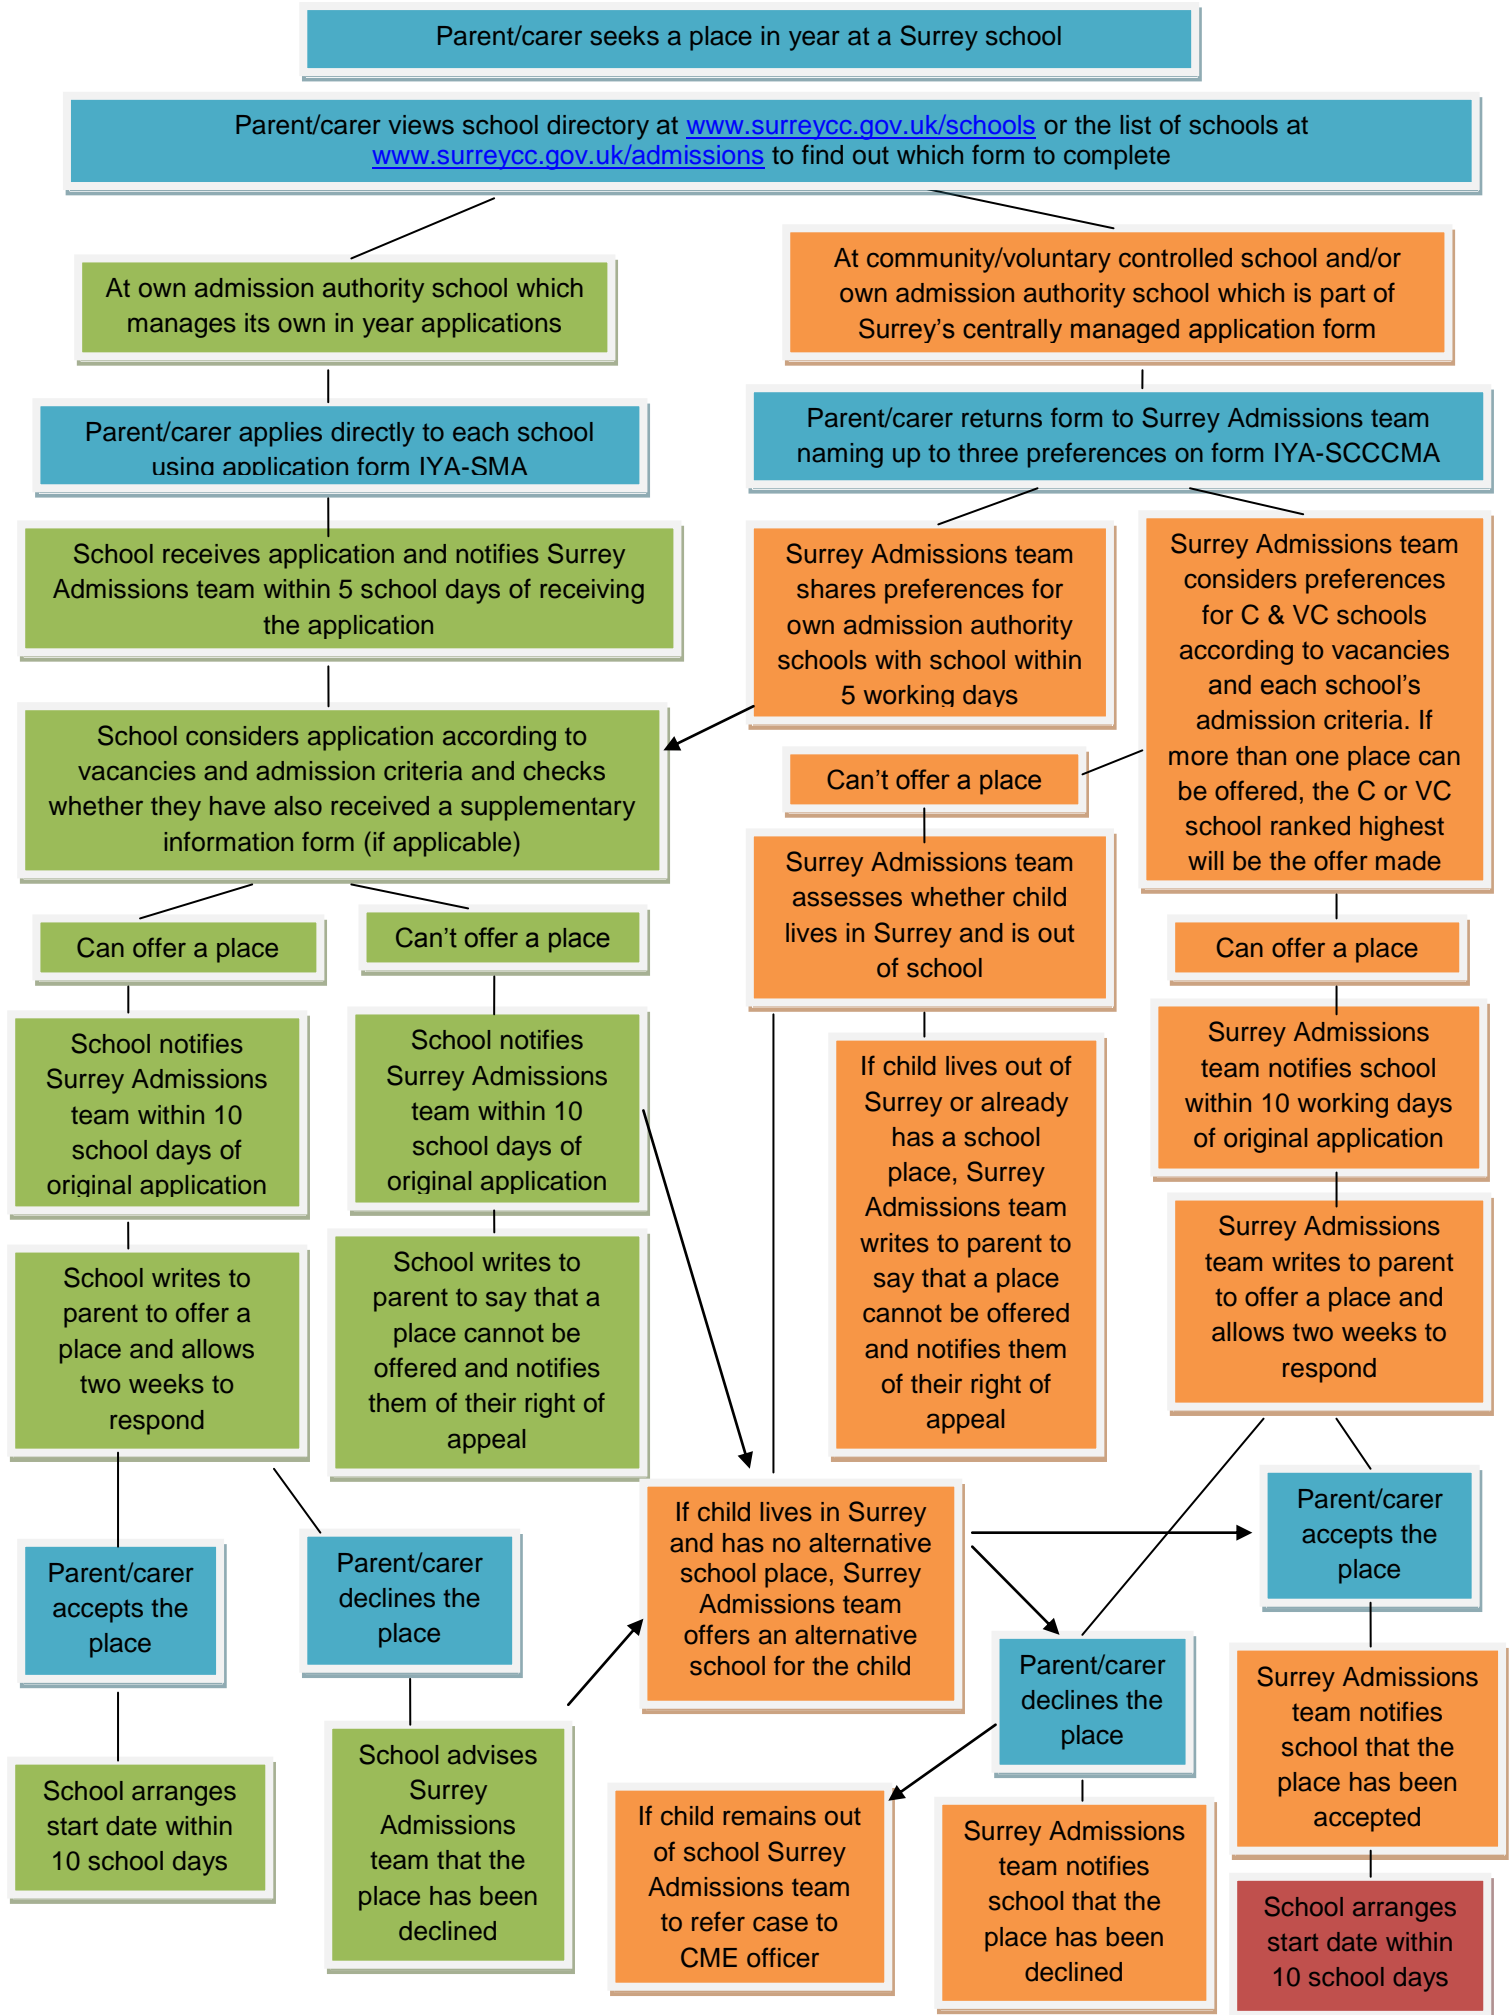 Parent/carer seeks a place in year at a Surrey school
Parent/carer views school directory at www.surreycc.gov.uk/schools or the list of schools at
www.surreycc.gov.uk/admissions to find out which form to complete
At own admission authority school which
manages its own in year applications
At community/voluntary controlled school and/or
own admission authority school which is part of
Surrey’s centrally managed application form
Parent/carer applies directly to each school
using application form IYA-SMA
Parent/carer returns form to Surrey Admissions team
naming up to three preferences on form IYA-SCCCMA
School receives application and notifies Surrey
Admissions team within 5 school days of receiving
the application
Surrey Admissions team
shares preferences for
own admission authority
schools with school within
5 working days
Surrey Admissions team
considers preferences
for C & VC schools
according to vacancies
and each school’s
admission criteria. If
more than one place can
be offered, the C or VC
school ranked highest
will be the offer made
School considers application according to
vacancies and admission criteria and checks
whether they have also received a supplementary
information form (if applicable)
Can’t offer a place
Surrey Admissions team
assesses whether child
lives in Surrey and is out
of school
Can offer a place
Can’t offer a place
Can offer a place
School notifies
Surrey Admissions
team within 10
school days of
original application
School notifies
Surrey Admissions
team within 10
school days of
original application
If child lives out of
Surrey or already
has a school
place, Surrey
Admissions team
writes to parent to
say that a place
cannot be offered
and notifies them
of their right of
appeal
Surrey Admissions
team notifies school
within 10 working days
of original application
School writes to
parent to offer a
place and allows
two weeks to
respond
School writes to
parent to say that a
place cannot be
offered and notifies
them of their right of
appeal
Surrey Admissions
team writes to parent
to offer a place and
allows two weeks to
respond
Parent/carer
accepts the
place
Parent/carer
declines the
place
If child lives in Surrey
and has no alternative
school place, Surrey
Admissions team
offers an alternative
school for the child
Parent/carer
accepts the
place
Parent/carer
declines the
place
Surrey Admissions
team notifies
school that the
place has been
accepted
School arranges
start date within
10 school days
School advises
Surrey
Admissions
team that the
place has been
declined
If child remains out
of school Surrey
Admissions team
to refer case to
CME officer
Surrey Admissions
team notifies
school that the
place has been
declined
School arranges
start date within
10 school days